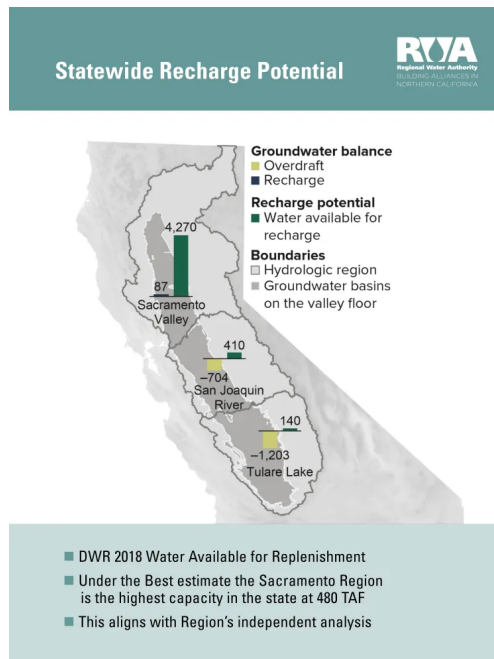 Statewide Recharge Potential
RWA
Regional Water Authority
BUILDING ALLIANCES IN
NORTHERN CALIFORNIA
Groundwater balance
Overdraft
Recharge
Recharge potential
Water available for
recharge
Boundaries
Hydrologic region
Groundwater basins
on the valley floor
4,270
87
Sacramento
Valley
410
–704
San Joaquin
River
140
–1,203
Tulare Lake
DWR 2018 Water Available for Replenishment
Under the Best estimate the Sacramento Region
is the highest capacity in the state at 480 TAF
This aligns with Region's independent analysis